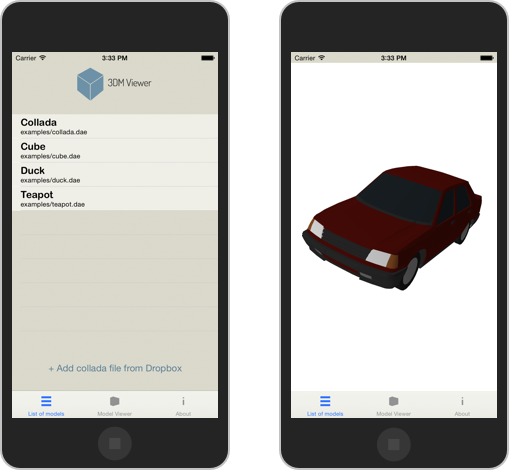 Carrier 3:33 PM
3DM Viewer
Collada
examples/collada.dae
Cube
examples/cube.dae
Duck
examples/duck.dae
Teapot
examples/teapot.dae
+ Add collada file from Dropbox
List of models Model Viewer About
Carrier 3:33 PM
List of models Model Viewer About